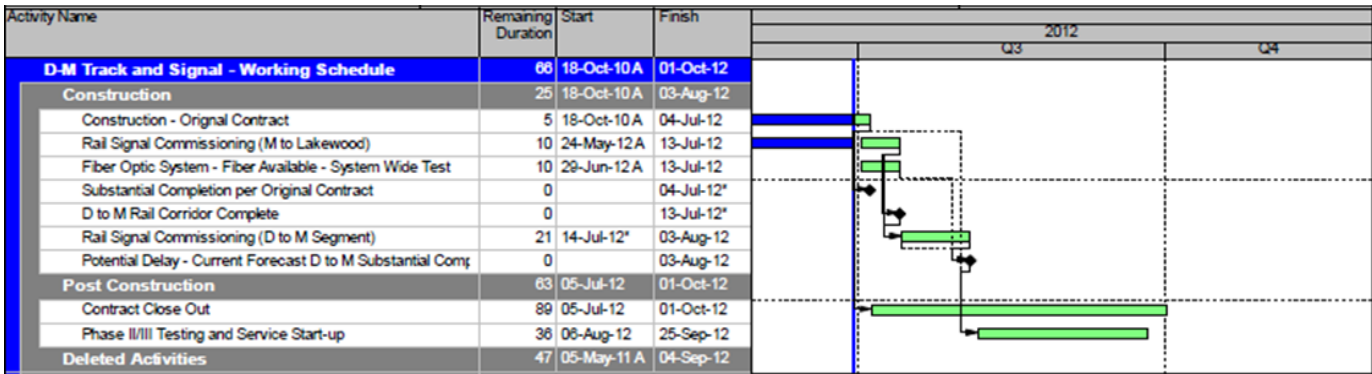 Activity Name Remaining Duration Start Finish
2012
Q3 Q4
D-M Track and Signal - Working Schedule 66 18-Oct-10 A 01-Oct-12
Construction 25 18-Oct-10 A 03-Aug-12
Construction - Orignal Contract 5 18-Oct-10 A 04-Jul-12
Rail Signal Commissioning (M to Lakewood) 10 24-May-12 A 13-Jul-12
Fiber Optic System - Fiber Available - System Wide Test 10 29-Jun-12 A 13-Jul-12
Substantial Completion per Original Contract 0 04-Jul-12*
D to M Rail Corridor Complete 0 13-Jul-12*
Rail Signal Commissioning (D to M Segment) 21 14-Jul-12* 03-Aug-12
Potential Delay - Current Forecast D to M Substantial Comp 0 03-Aug-12
Post Construction 63 05-Jul-12 01-Oct-12
Contract Close Out 89 05-Jul-12 01-Oct-12
Phase II/III Testing and Service Start-up 36 06-Aug-12 25-Sep-12
Deleted Activities 47 05-May-11 A 04-Sep-12